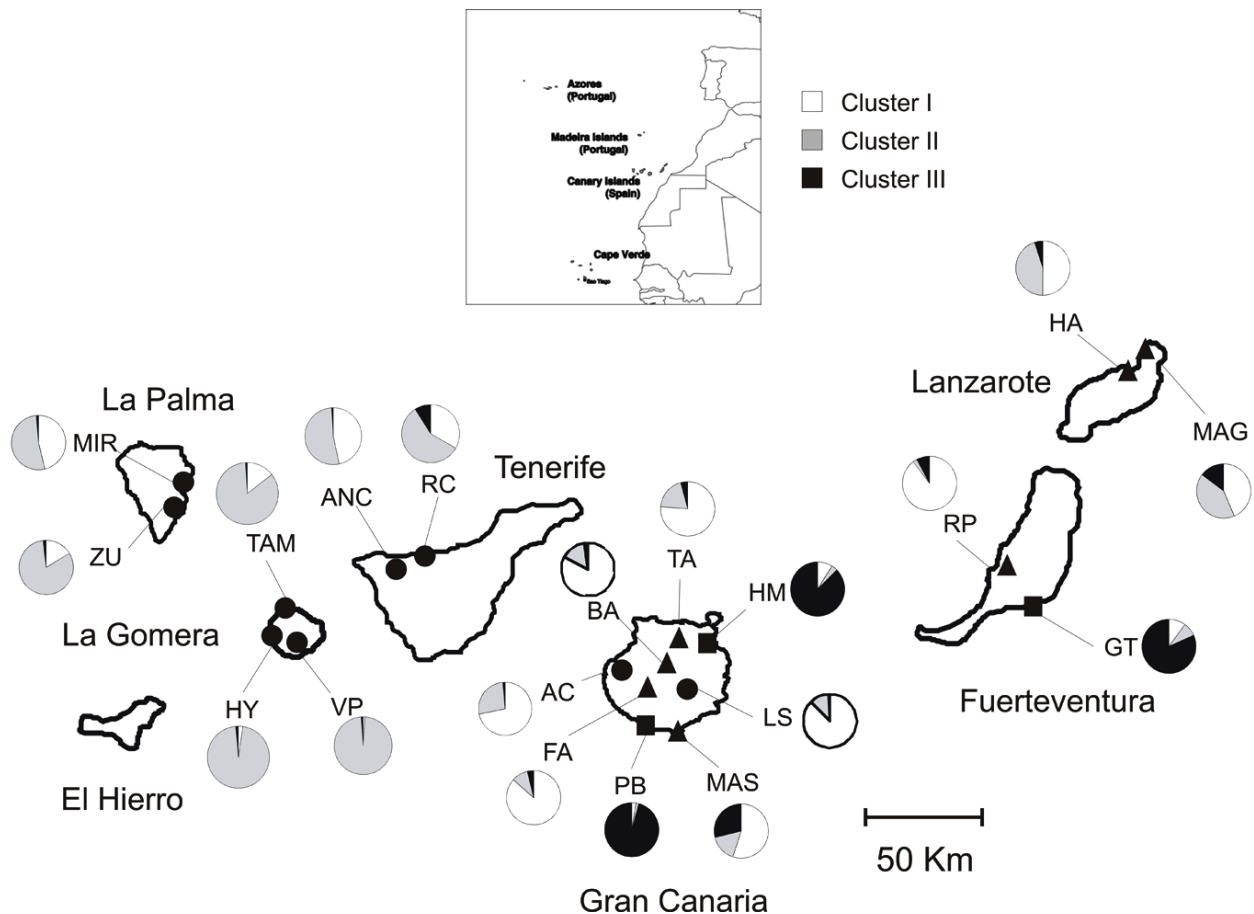 Azores
(Portugal)
Madeira Islands
(Portugal)
Canary Islands
(Spain)
Cape Verde
Sao Tiago
Cluster I
Cluster II
Cluster III
HA
Lanzarote
MAG
La Palma
MIR
ZU
TAM
ANC
RC
Tenerife
TA
BA
HM
RP
GT
Fuerteventura
La Gomera
HY
VP
El Hierro
AC
LS
FA
PB
MAS
50 Km
Gran Canaria